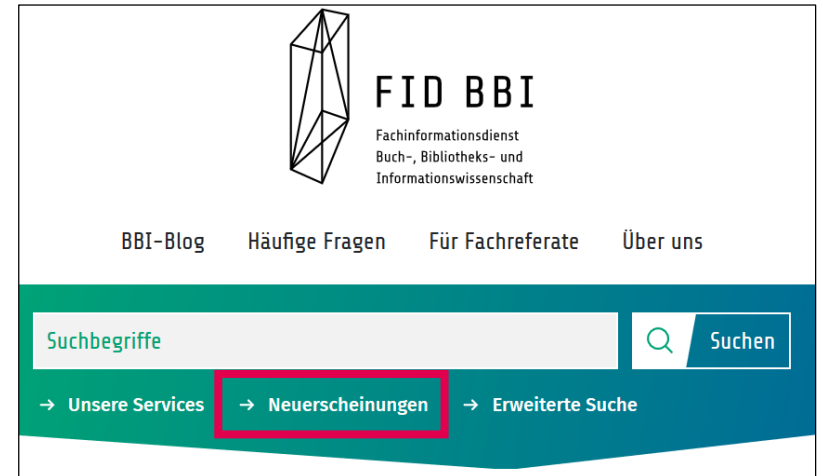 FID BBI
Fachinformationsdienst
Buch-, Bibliotheks- und
Informationswissenschaft
BBI-Blog Häufige Fragen Für Fachreferate Über uns
Suchbegriffe Suchen
→ Unsere Services → Neuerscheinungen → Erweiterte Suche